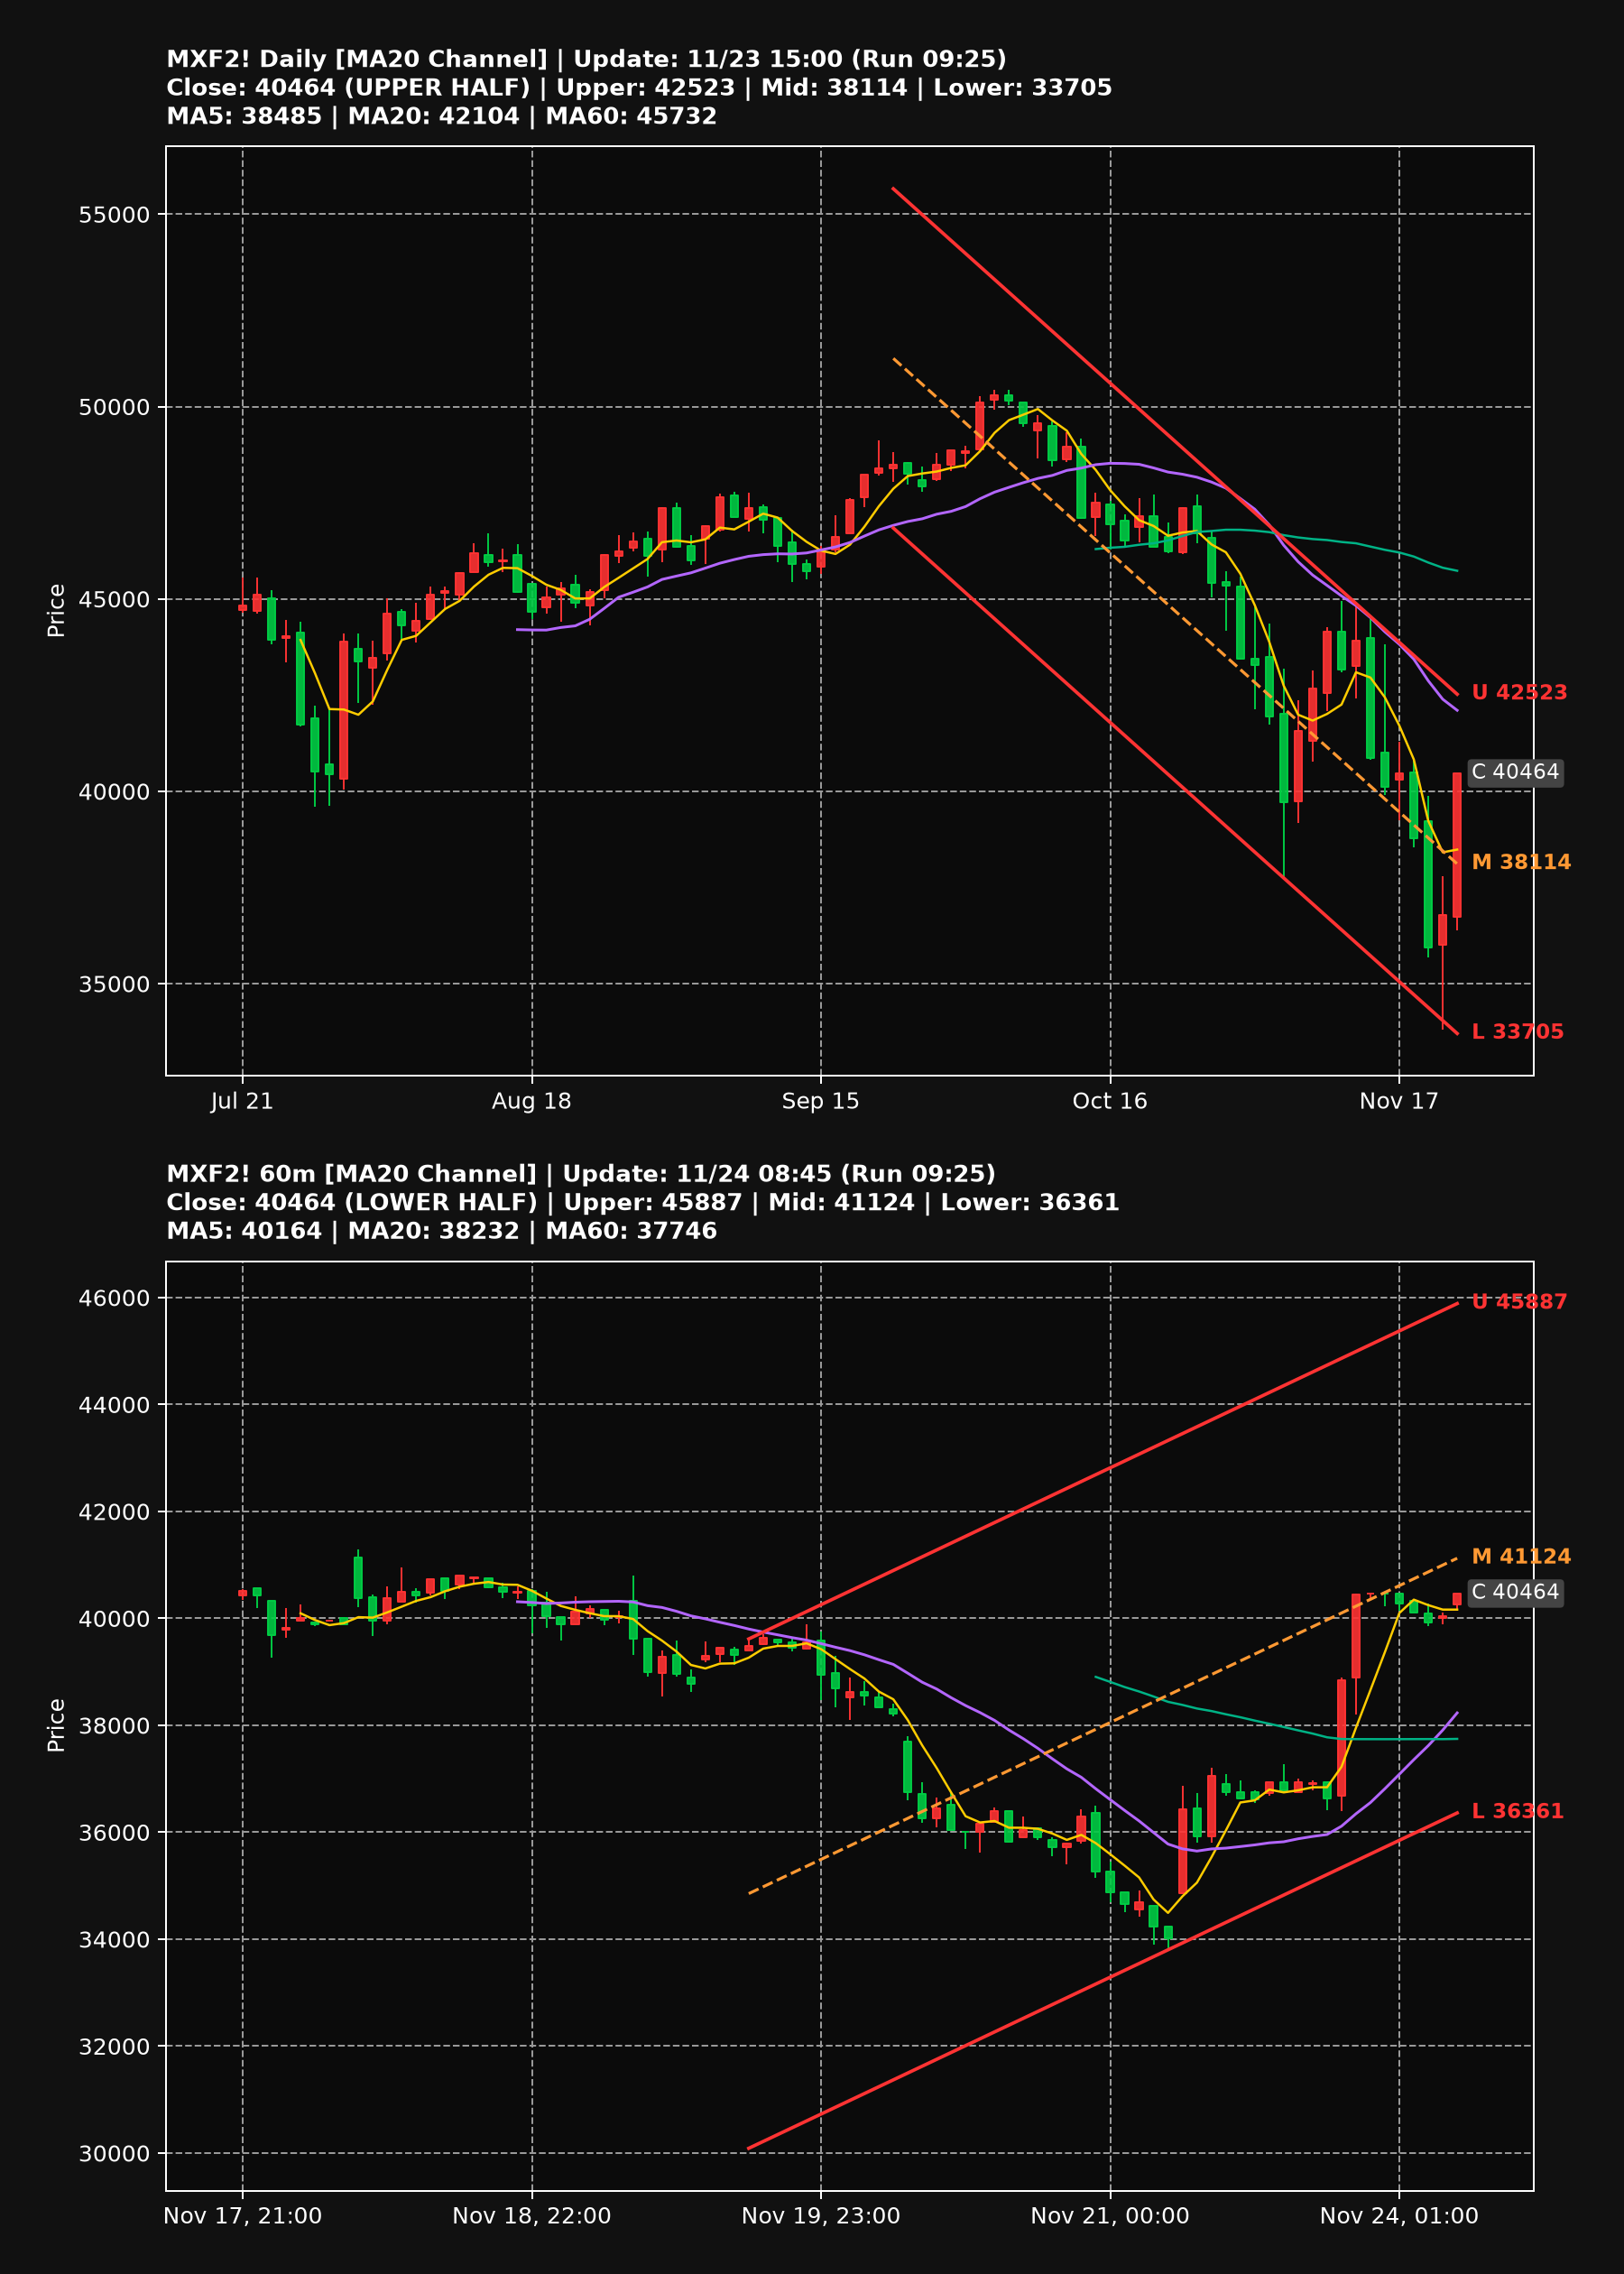 MXF2! Daily [MA20 Channel] | Update: 11/23 15:00 (Run 09:25)
Close: 40464 (UPPER HALF) | Upper: 42523 | Mid: 38114 | Lower: 33705
MA5: 38485 | MA20: 42104 | MA60: 45732
55000
50000
45000
40000
35000
Price
U 42523
C 40464
M 38114
L 33705
Jul 21
Aug 18
Sep 15
Oct 16
Nov 17
MXF2! 60m [MA20 Channel] | Update: 11/24 08:45 (Run 09:25)
Close: 40464 (LOWER HALF) | Upper: 45887 | Mid: 41124 | Lower: 36361
MA5: 40164 | MA20: 38232 | MA60: 37746
46000
44000
42000
40000
38000
36000
34000
32000
30000
Price
U 45887
M 41124
C 40464
L 36361
Nov 17, 21:00
Nov 18, 22:00
Nov 19, 23:00
Nov 21, 00:00
Nov 24, 01:00